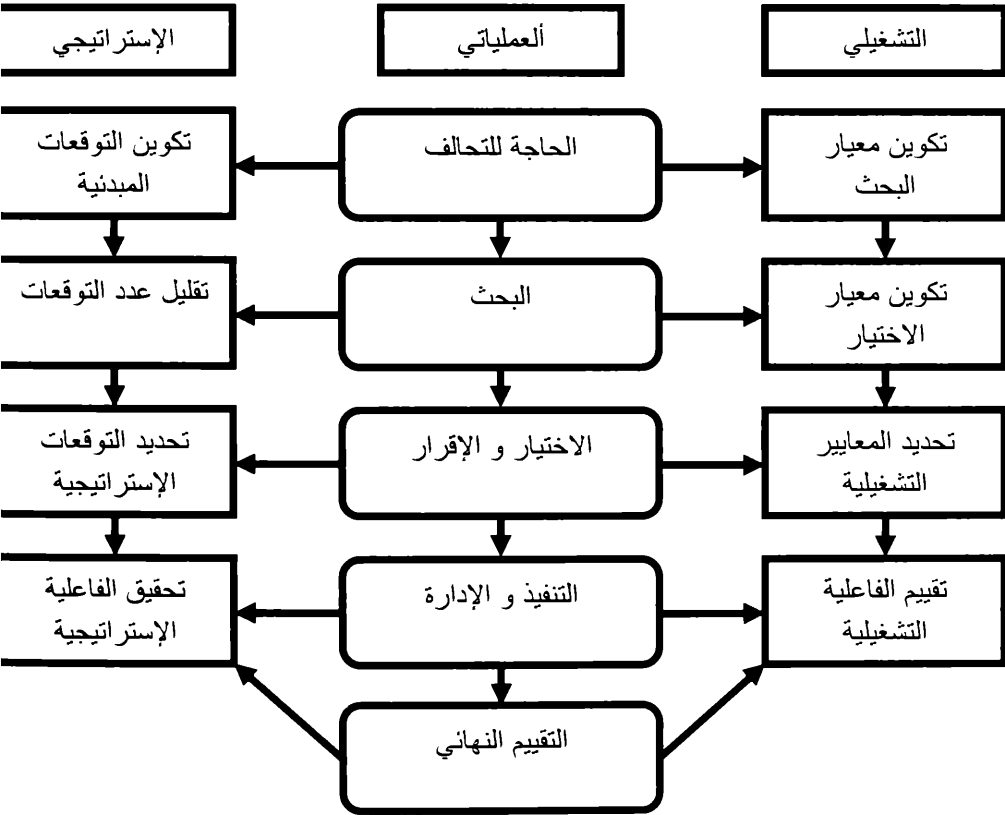 التشغيلي
ألعملياتي
الإستراتيجي
تكوين معيار
البحث
الحاجة للتحالف
تكوين التوقعات
المبدئية
تكوين معيار
الاختيار
البحث
تقليل عدد التوقعات
تحديد المعايير
التشغيلية
الاختيار و الإقرار
تحديد التوقعات
الإستراتيجية
تقييم الفاعلية
التشغيلية
التنفيذ و الإدارة
تحقيق الفاعلية
الإستراتيجية
التقييم النهائي